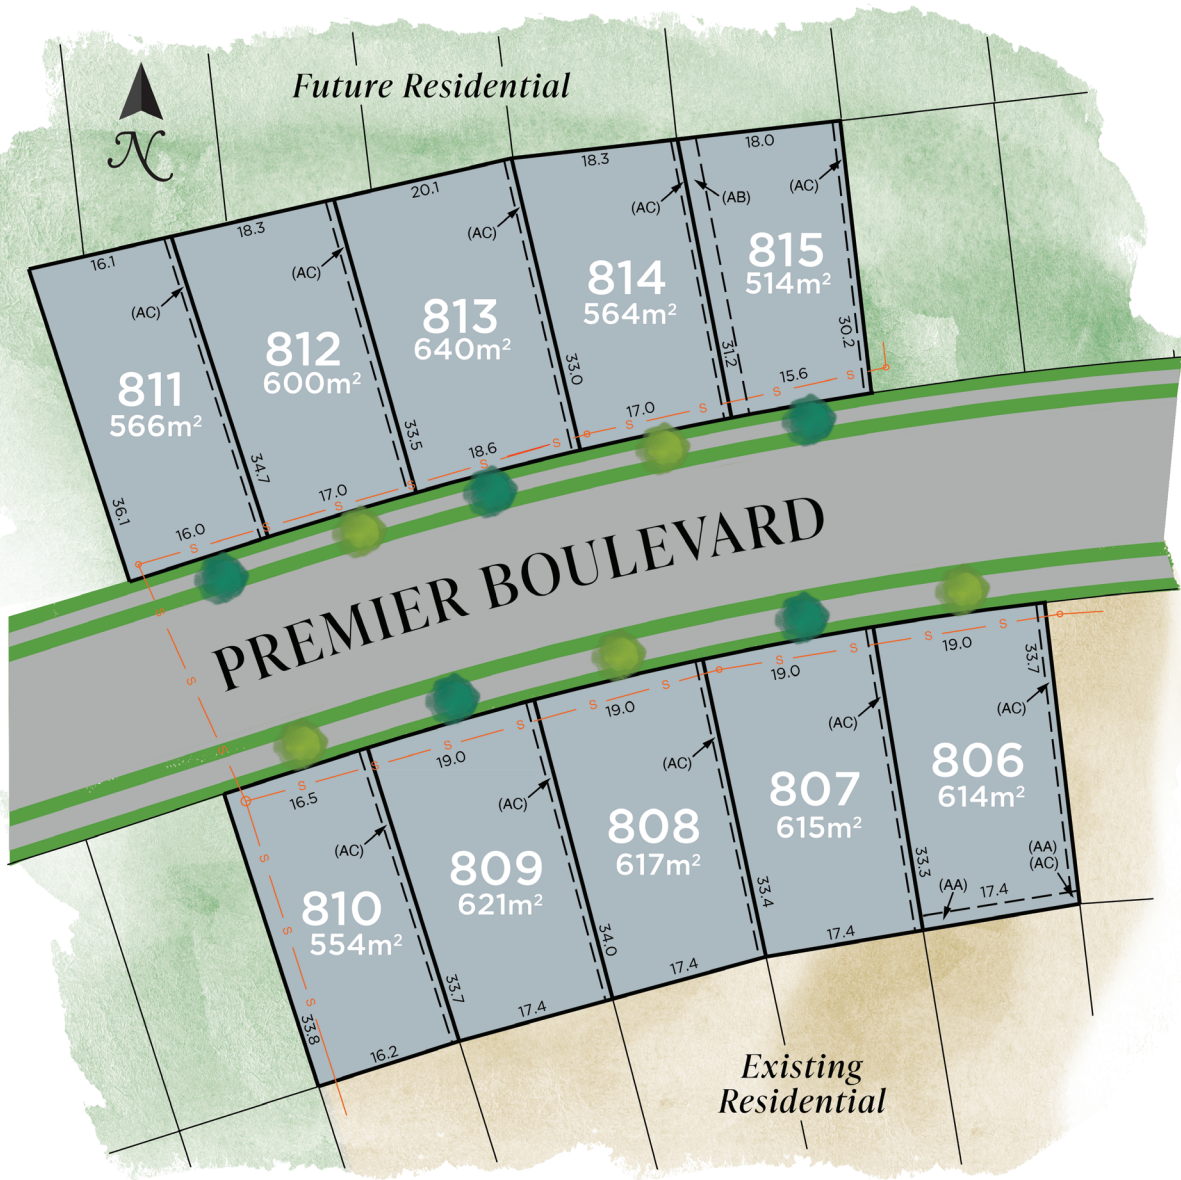 Future Residential
N
16.1
18.3
20.1
18.3
18.0
(AC)
(AC)
(AC)
(AC)
(AB)
(AC)
811
566m²
812
600m²
813
640m²
814
564m²
815
514m²
36.1
34.7
33.5
33.0
31.2
30.2
16.0
17.0
18.6
17.0
15.6
S S S S S S S S S S S S
S
S
S
PREMIER BOULEVARD
16.5
19.0
19.0
19.0
19.0
S S S S S S S S S
(AC)
(AC)
(AC)
(AC)
(AC)
810
554m²
809
621m²
808
617m²
807
615m²
806
614m²
S
S
S
S
33.8
33.7
34.0
33.4
33.3
33.7
(AA)
(AA)
(AC)
17.4
16.2
17.4
17.4
17.4
Existing
Residential